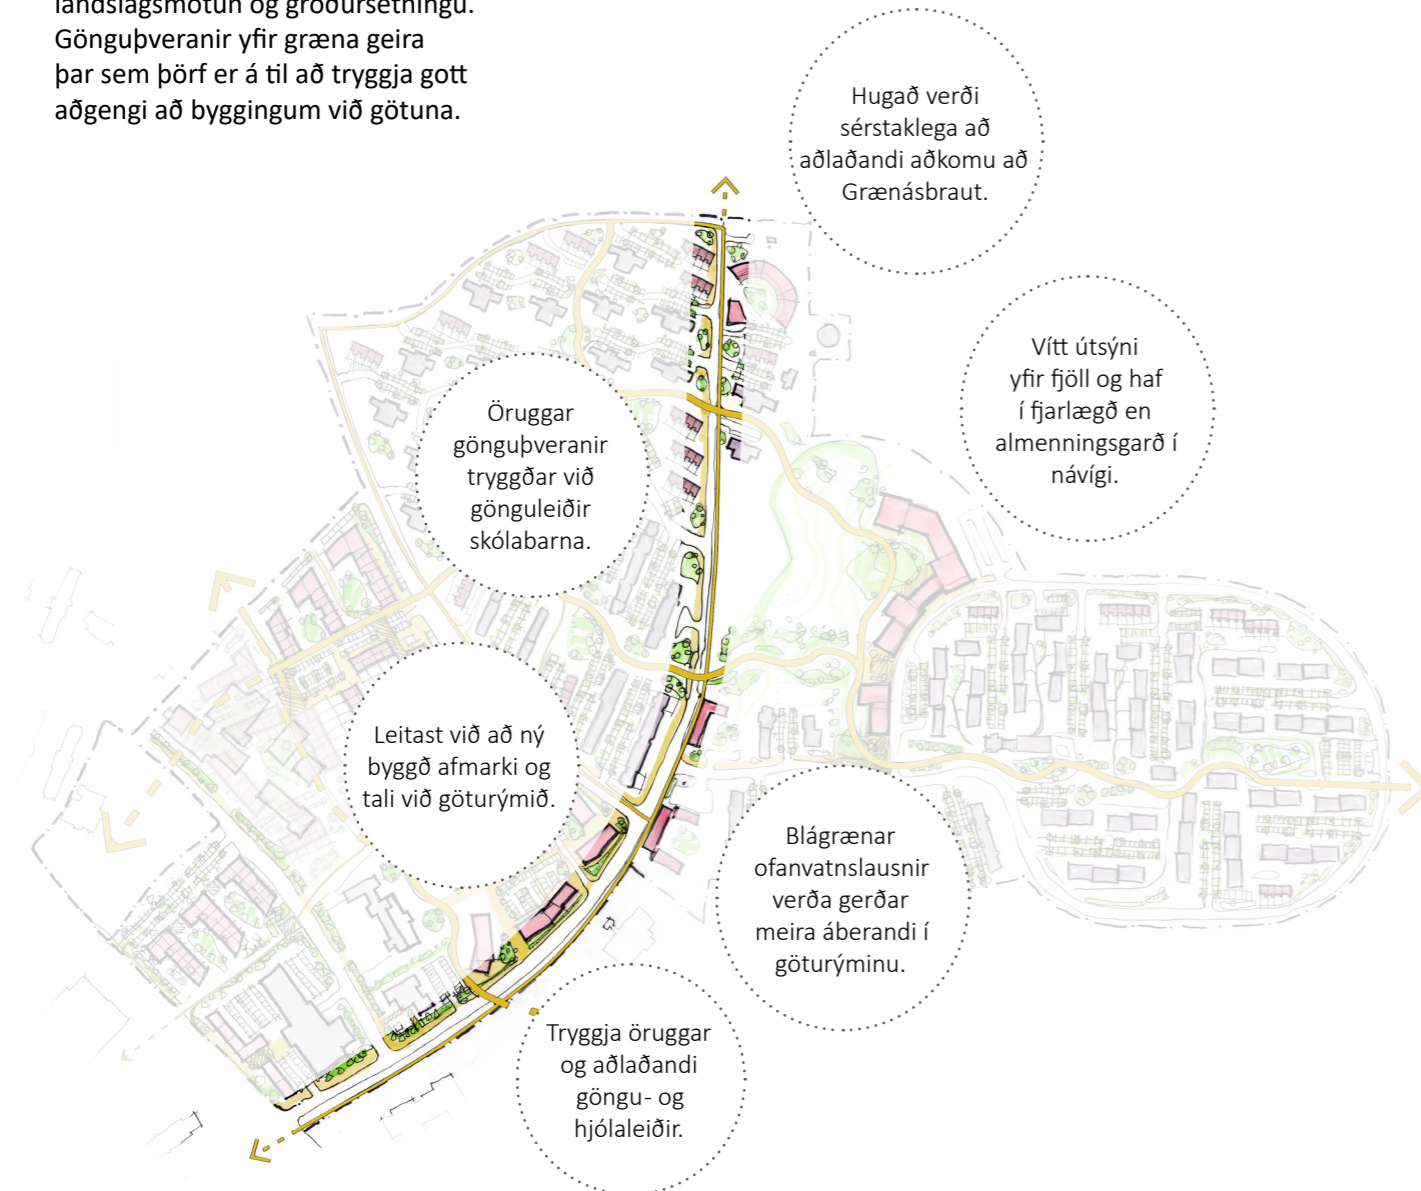 landslagsmótun og gróðursetningu.
Gönguþveranir yfir græna geira
þar sem þörf er á til að tryggja gott
aðgengi að byggingum við götuna.
Hugað verði
sérstaklega að
aðlaðandi aðkomu að
Grænásbraut.
Vítt útsýni
yfir fjöll og haf
í fjarlægð en
almenningsgarð í
návígi.
Öruggar
gönguþveranir
tryggðar við
gönguleiðir
skólabarna.
Leitast við að ný
byggð afmarki og
tali við göturýmið.
Blágrænar
ofanvatnslausnir
verða gerðar
meira áberandi í
göturýminu.
Tryggja öruggar
og aðlaðandi
göngu- og
hjólaleiðir.